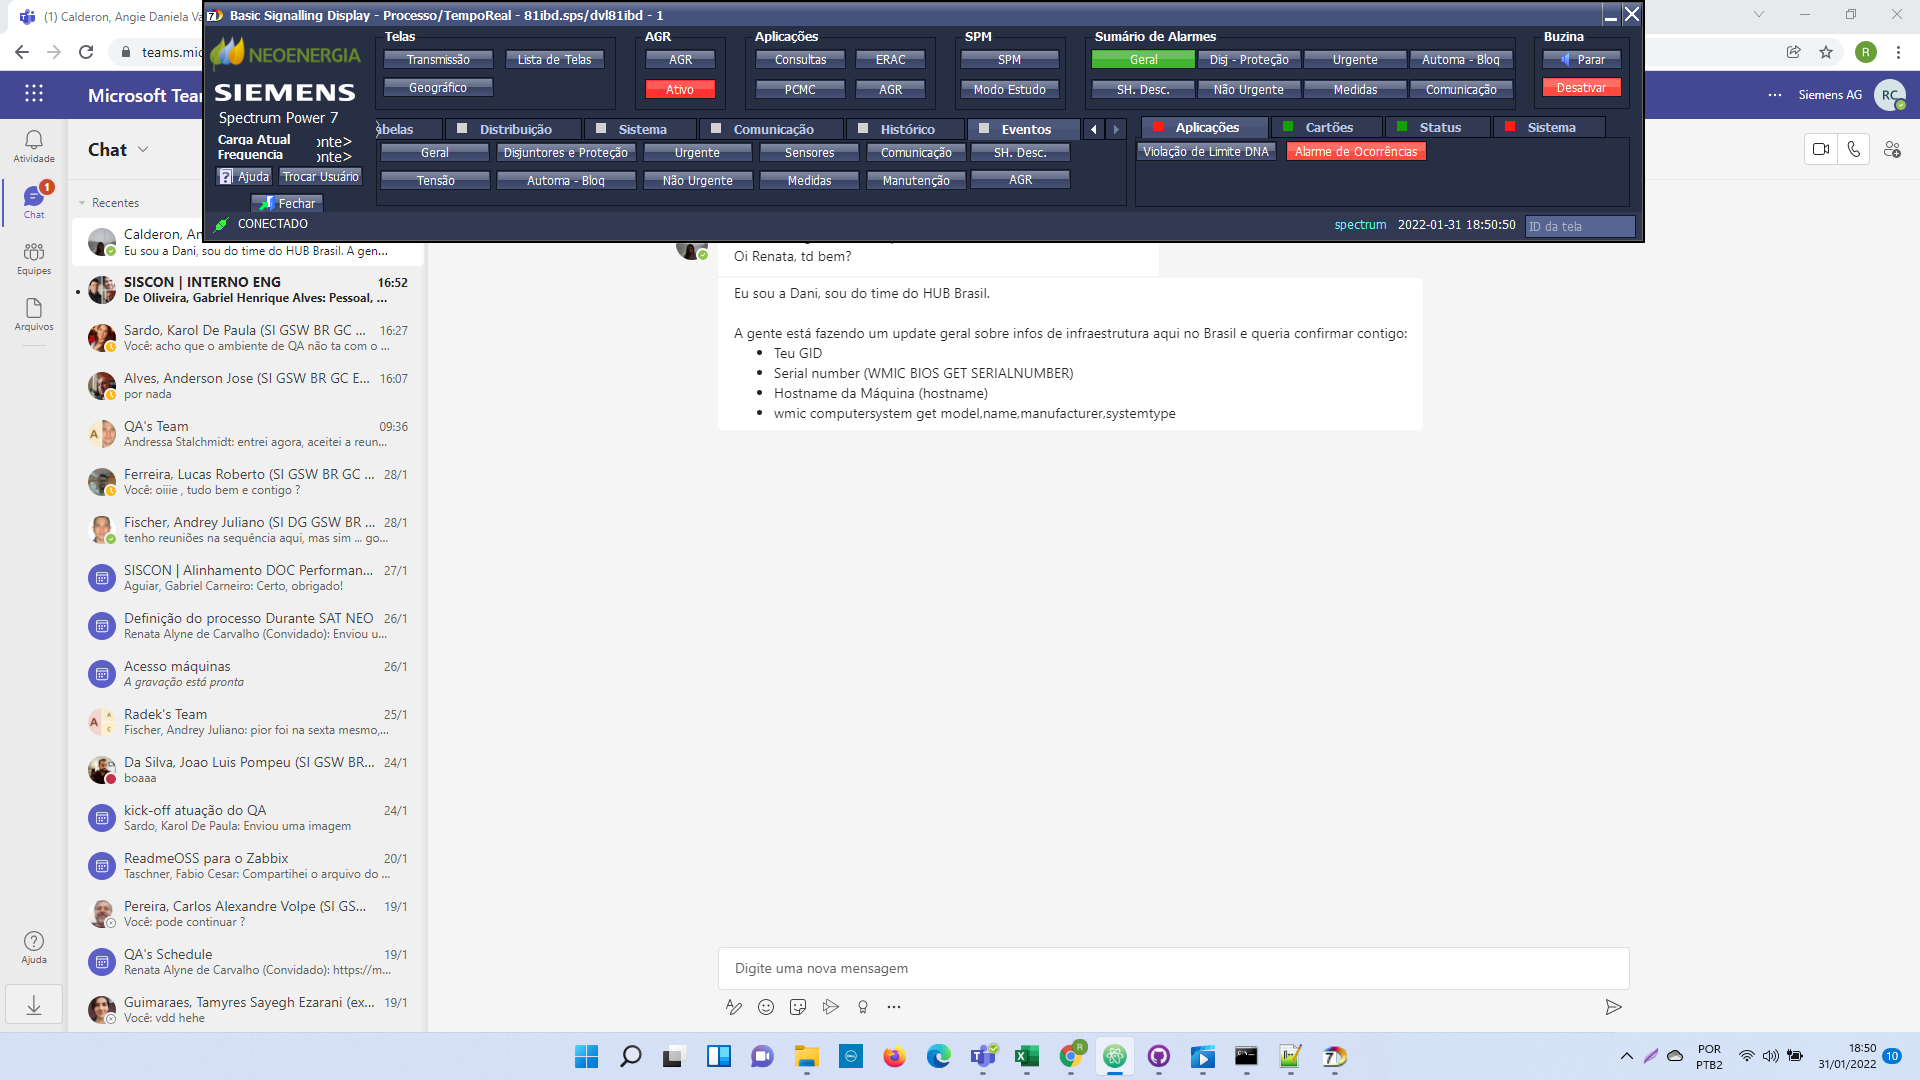 (1) Calderon, Angie Daniela Va
Basic Signalling Display - Processo/TempoReal - 81ibd.sps/dvl81ibd - 1
teams.mic
R
NEOENERGIA
SIEMENS
Spectrum Power 7
Carga Atual
onte>
Frequencia
onte>
Ajuda
Trocar Usuário
Fechar
CONECTADO
Telas
Transmissão
Lista de Telas
Geográfico
AGR
AGR
Ativo
Aplicações
Consultas
ERAC
PCMC
AGR
SPM
SPM
Modo Estudo
Sumário de Alarmes
Geral
Disj - Proteção
Urgente
Automa - Bloq
SH. Desc.
Não Urgente
Medidas
Comunicação
Buzina
Parar
Desativar
abelas
Distribuição
Sistema
Comunicação
Histórico
Eventos
Geral
Disjuntores e Proteção
Urgente
Sensores
Comunicação
SH. Desc.
Tensão
Automa - Bloq
Não Urgente
Medidas
Manutenção
AGR
Aplicações
Cartões
Status
Sistema
Violação de Limite DNA
Alarme de Ocorrências
spectrum
2022-01-31 18:50:50
ID da tela
Microsoft Tea
Siemens AG
RC
Atividade
1
Chat
Equipes
Arquivos
Ajuda
Chat
Recentes
Calderon, An
Eu sou a Dani, sou do time do HUB Brasil. A gen...
SISCON | INTERNO ENG 16:52
De Oliveira, Gabriel Henrique Alves: Pessoal, ...
Sardo, Karol De Paula (SI GSW BR GC ... 16:27
Você: acho que o ambiente de QA não ta com o ...
Alves, Anderson Jose (SI GSW BR GC E... 16:07
por nada
QA's Team 09:36
Andressa Stalchmidt: entrei agora, aceitei a reun...
Ferreira, Lucas Roberto (SI GSW BR GC ... 28/1
Você: oiiie , tudo bem e contigo ?
Fischer, Andrey Juliano (SI DG GSW BR ... 28/1
tenho reuniões na sequência aqui, mas sim ... go...
SISCON | Alinhamento DOC Performan... 27/1
Aguiar, Gabriel Carneiro: Certo, obrigado!
Definição do processo Durante SAT NEO 26/1
Renata Alyne de Carvalho (Convidado): Enviou u...
Acesso máquinas 26/1
A gravação está pronta
Radek's Team 25/1
Fischer, Andrey Juliano: pior foi na sexta mesmo,...
Da Silva, Joao Luis Pompeu (SI GSW BR... 24/1
boaaa
kick-off atuação do QA 24/1
Sardo, Karol De Paula: Enviou uma imagem
ReadmeOSS para o Zabbix 20/1
Taschner, Fabio Cesar: Compartihei o arquivo do ...
Pereira, Carlos Alexandre Volpe (SI GS... 19/1
Você: pode continuar ?
QA's Schedule 19/1
Renata Alyne de Carvalho (Convidado): https://m...
Guimaraes, Tamyres Sayegh Ezarani (ex... 19/1
Você: vdd hehe
Oi Renata, td bem?
Eu sou a Dani, sou do time do HUB Brasil.
A gente está fazendo um update geral sobre infos de infraestrutura aqui no Brasil e queria confirmar contigo:
• Teu GID
• Serial number (WMIC BIOS GET SERIALNUMBER)
• Hostname da Máquina (hostname)
• wmic computersystem get model,name,manufacturer,systemtype
Digite uma nova mensagem
POR
PTB2
18:50
31/01/2022
10